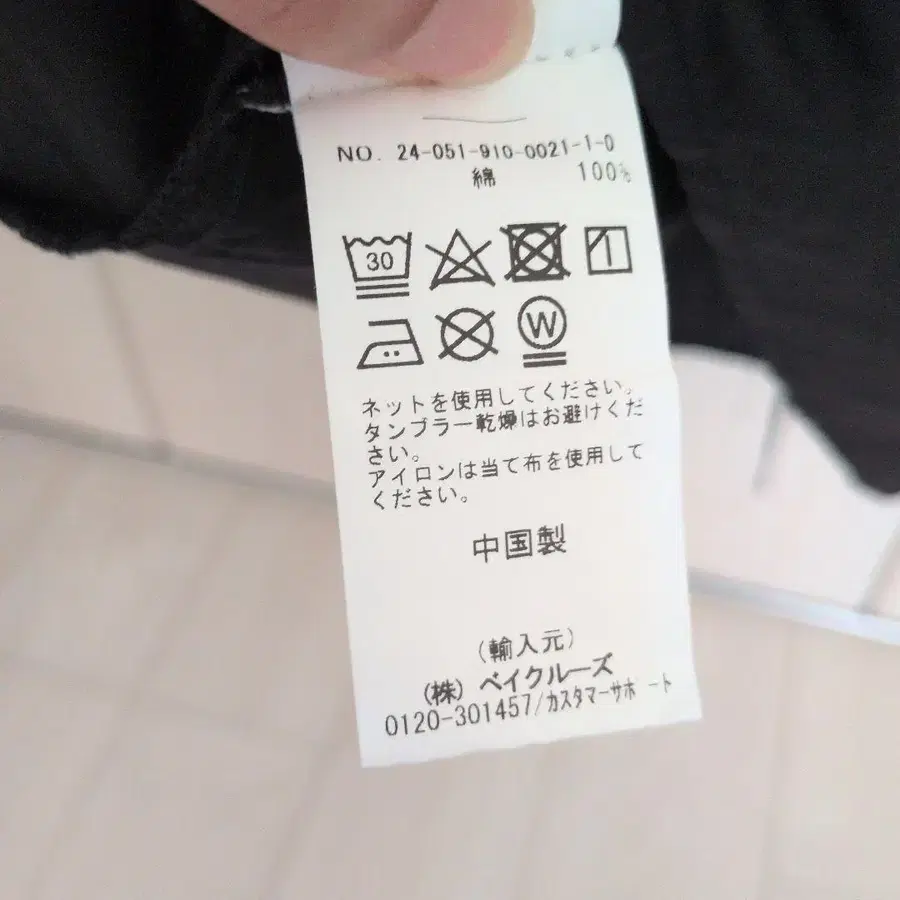 NO. 24-051-910-0021-1-0
綿 100%
30
W
ネットを使用してください。
タンブラー乾燥はお避けくだ
さい。
アイロンは当て布を使用して
ください。
中国製
(輸入元)
(株) ベイクルーズ
0120-301457/カスタマーサポート